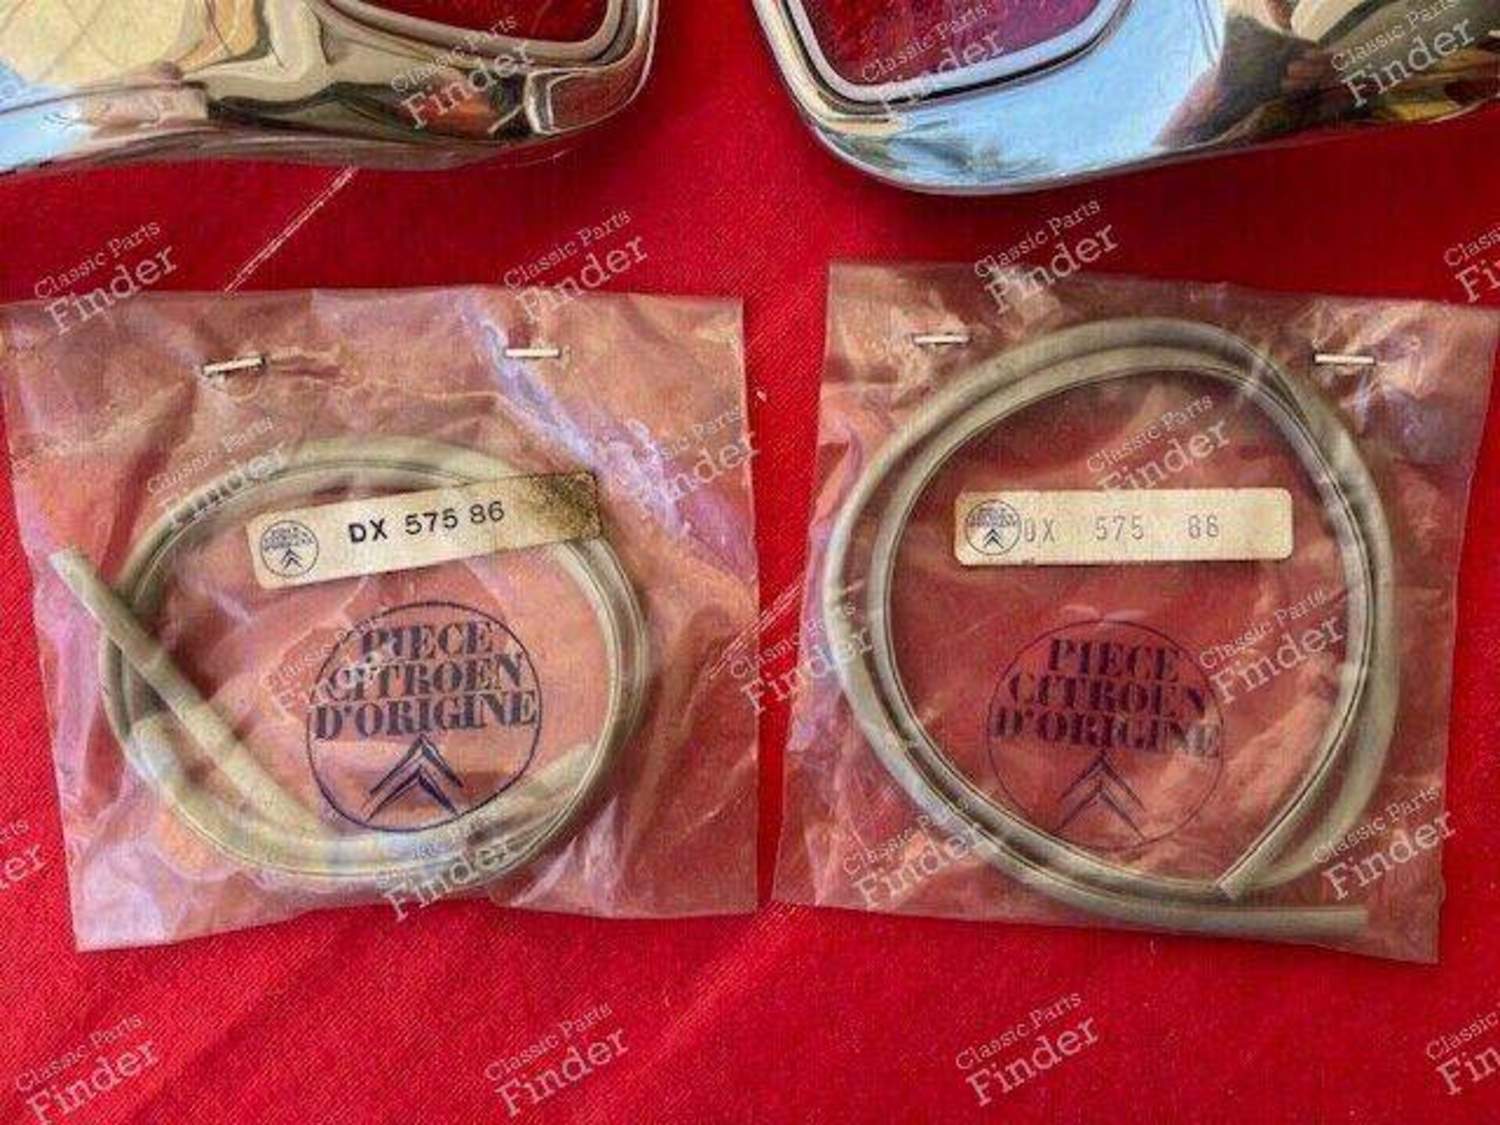 DX 575 86
PIECE
CITROEN
D'ORIGINE
DX 575 86
PIECE
CITROEN
D'ORIGINE
Classic Parts
Finder